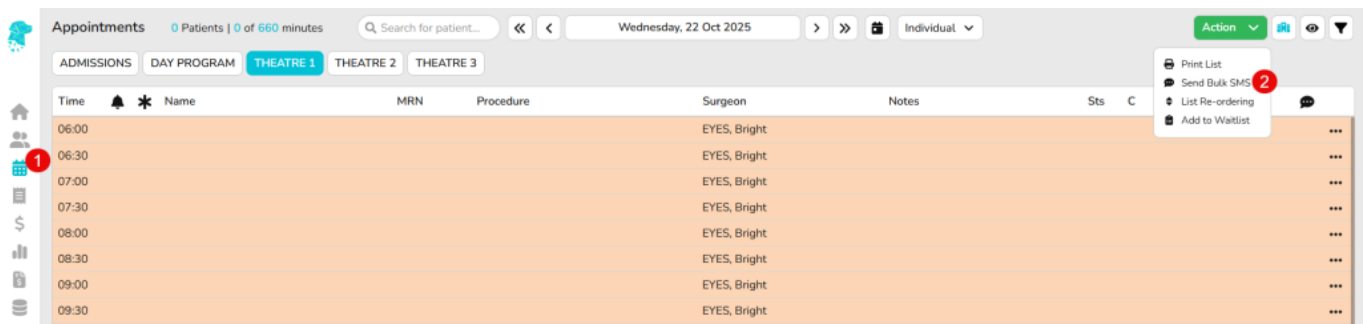 Appointments 0 Patients | 0 of 660 minutes Search for patient... Wednesday, 22 Oct 2025 Individual Action
ADMISSIONS DAY PROGRAM THEATRE 1 THEATRE 2 THEATRE 3
Print List
Send Bulk SMS 2
List Re-ordering
Add to Waitlist
Time Name MRN Procedure Surgeon Notes Sts C
06:00 EYES, Bright
1
06:30 EYES, Bright
07:00 EYES, Bright
07:30 EYES, Bright
08:00 EYES, Bright
08:30 EYES, Bright
09:00 EYES, Bright
09:30 EYES, Bright